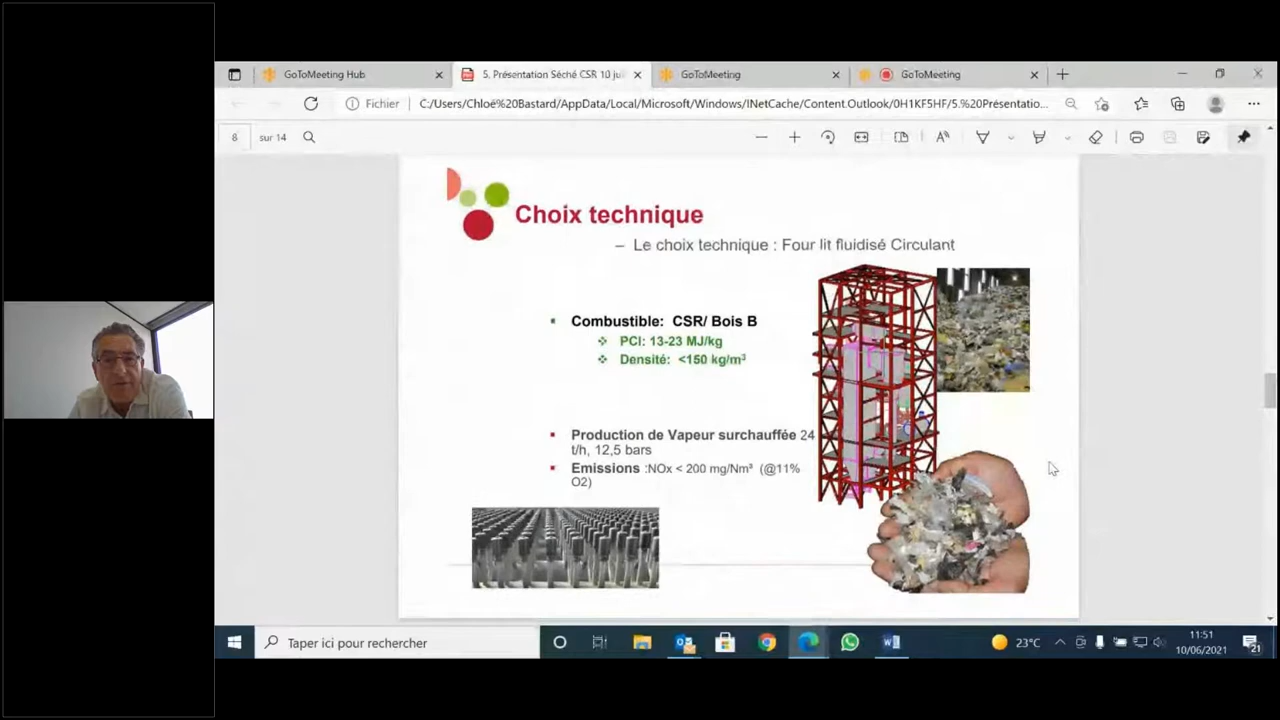 GoToMeeting Hub
5. Présentation Séché CSR 10 jui
GoToMeeting
GoToMeeting
Fichier
C:/Users/Chloé%20Bastard/AppData/Local/Microsoft/Windows/INetCache/Content.Outlook/0H1KF5HF/5.%20Présentatio...
8 sur 14
Choix technique
– Le choix technique : Four lit fluidisé Circulant
Combustible: CSR/ Bois B
PCI: 13-23 MJ/kg
Densité: <150 kg/m³
Production de Vapeur surchauffée 24
t/h, 12,5 bars
Emissions :NOx < 200 mg/Nm³ (@11%
O2)
Taper ici pour rechercher
23°C
11:51
10/06/2021
21